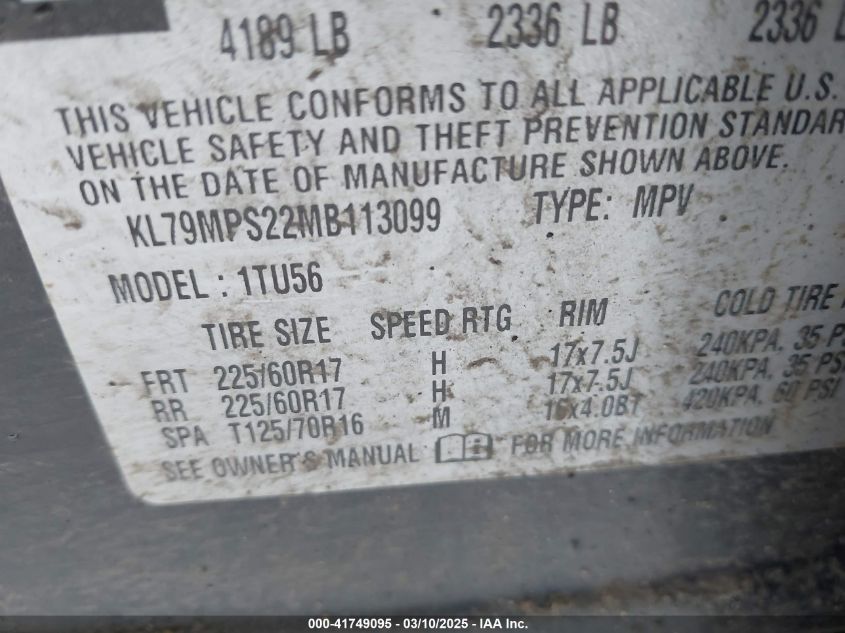 4189 LB 2336 LB 2336
THIS VEHICLE CONFORMS TO ALL APPLICABLE U.S.
VEHICLE SAFETY AND THEFT PREVENTION STANDAR
ON THE DATE OF MANUFACTURE SHOWN ABOVE.
KL79MPS22MB113099 TYPE: MPV
MODEL : 1TU56
TIRE SIZE SPEED RTG RIM COLD TIRE
FRT 225/60R17 H 17x7.5J 240KPA, 35 P
RR 225/60R17 H 17x7.5J 240KPA, 35 PS
SPA T125/70R16 M 16x4.0BT 420KPA, 60 PSI
SEE OWNER'S MANUAL FOR MORE INFORMATION
000-41749095 - 03/10/2025 - IAA Inc.